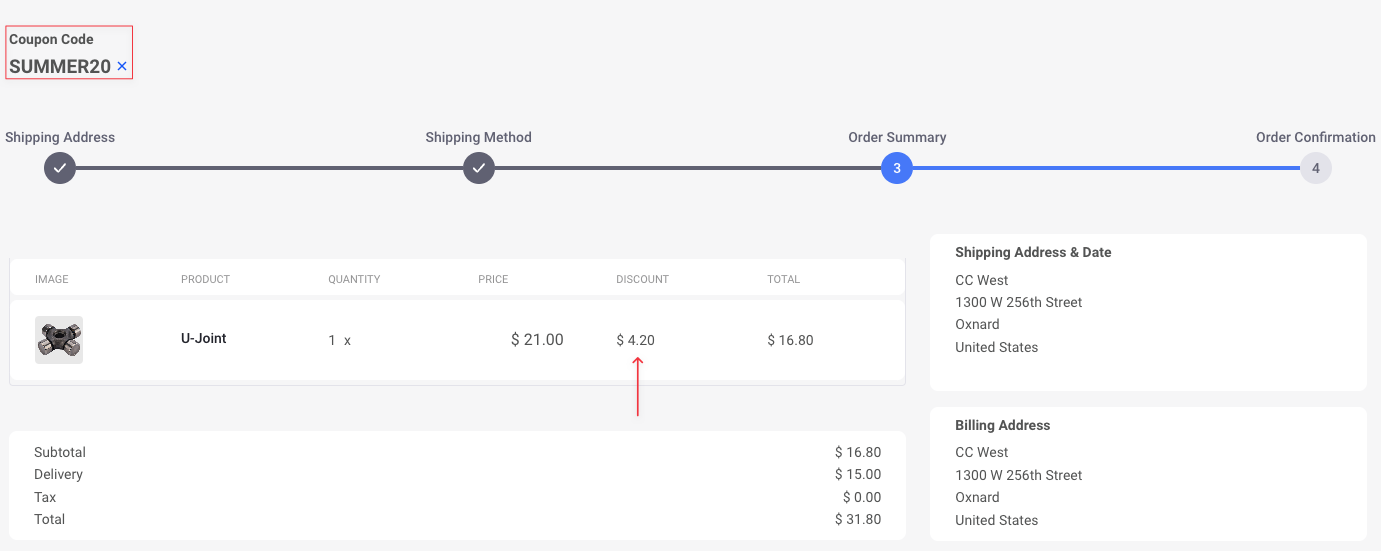 Coupon Code
SUMMER20 ×
Shipping Address Shipping Method Order Summary Order Confirmation
3 4
IMAGE PRODUCT QUANTITY PRICE DISCOUNT TOTAL
U-Joint 1 x $ 21.00 $ 4.20 $ 16.80
Subtotal $ 16.80
Delivery $ 15.00
Tax $ 0.00
Total $ 31.80
Shipping Address & Date
CC West
1300 W 256th Street
Oxnard
United States
Billing Address
CC West
1300 W 256th Street
Oxnard
United States